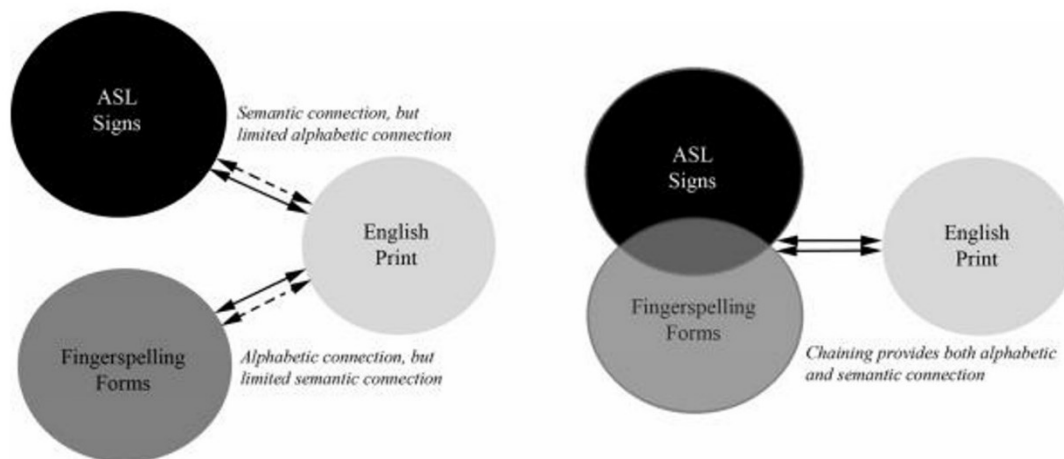 ASL
Signs
Semantic connection, but
limited alphabetic connection
English
Print
Fingerspelling
Forms
Alphabetic connection, but
limited semantic connection
ASL
Signs
Fingerspelling
Forms
English
Print
Chaining provides both alphabetic
and semantic connection